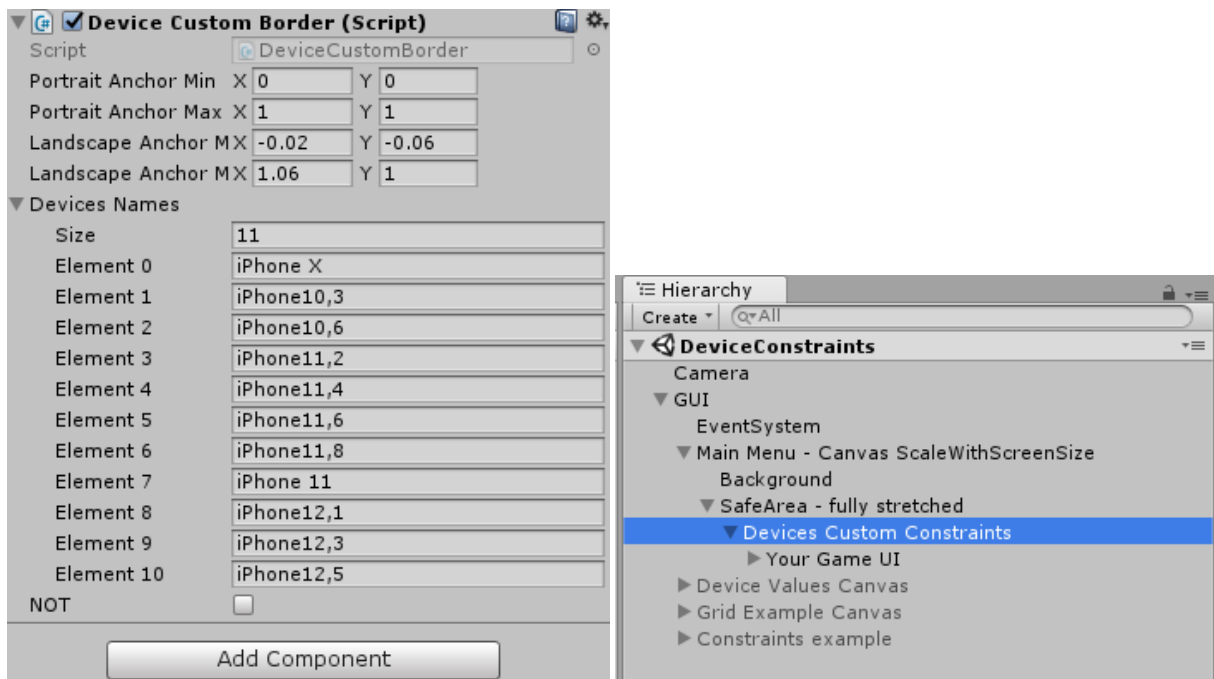 Device Custom Border (Script)
Script DeviceCustomBorder
Portrait Anchor Min X 0 Y 0
Portrait Anchor Max X 1 Y 1
Landscape Anchor M X -0.02 Y -0.06
Landscape Anchor M X 1.06 Y 1
Devices Names
Size 11
Element 0 iPhone X
Element 1 iPhone10,3
Element 2 iPhone10,6
Element 3 iPhone11,2
Element 4 iPhone11,4
Element 5 iPhone11,6
Element 6 iPhone11,8
Element 7 iPhone 11
Element 8 iPhone12,1
Element 9 iPhone12,3
Element 10 iPhone12,5
NOT
Add Component
Hierarchy
Create All
DeviceConstraints
Camera
GUI
EventSystem
Main Menu - Canvas ScaleWithScreenSize
Background
SafeArea - fully stretched
Devices Custom Constraints
Your Game UI
Device Values Canvas
Grid Example Canvas
Constraints example